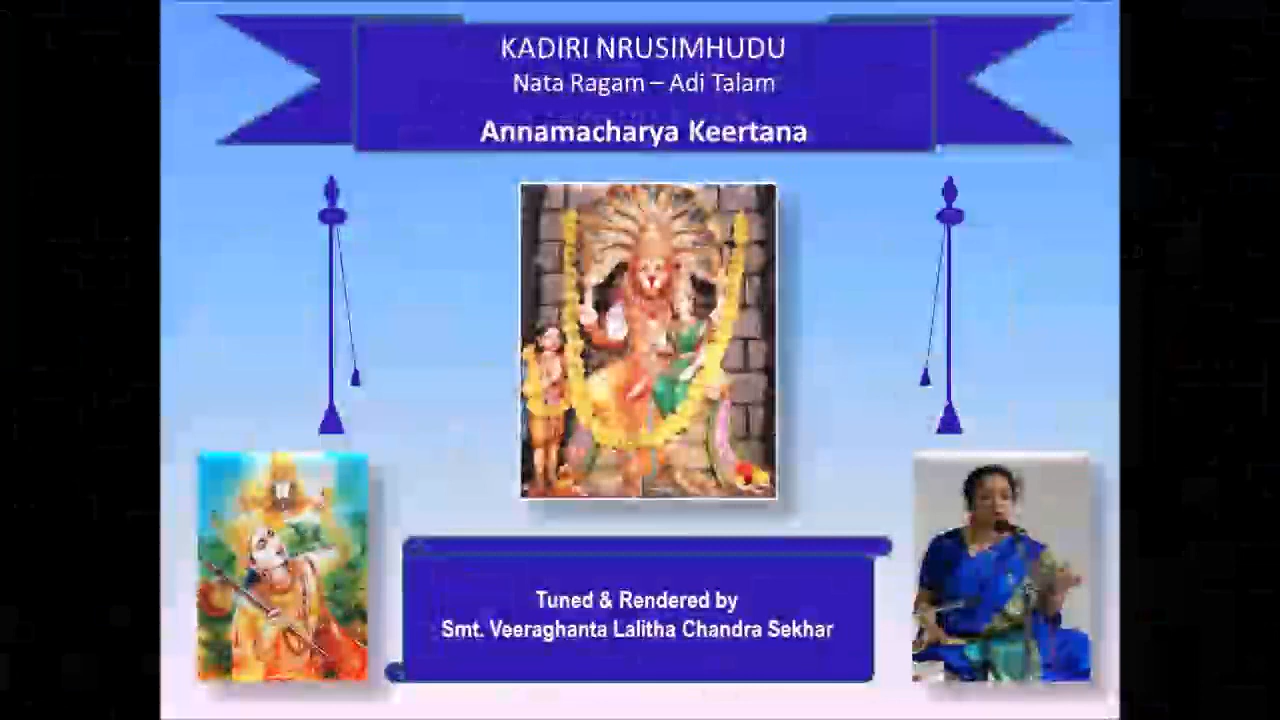 KADIRI NRUSIMHUDU
Nata Ragam – Adi Talam
Annamacharya Keertana
Tuned & Rendered by
Smt. Veeraghanta Lalitha Chandra Sekhar